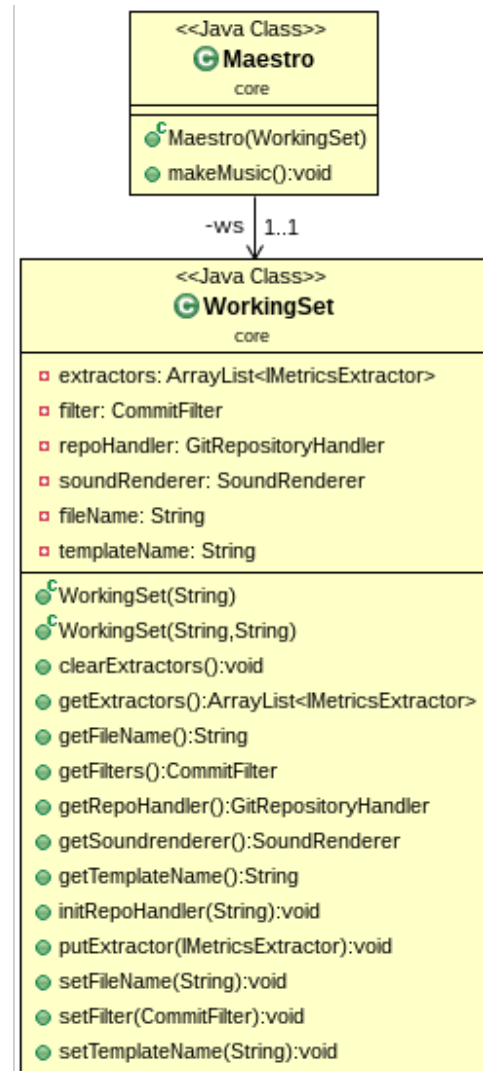 <<Java Class>>
C Maestro
core
C Maestro(WorkingSet)
makeMusic():void
-ws 1..1
<<Java Class>>
C WorkingSet
core
extractors: ArrayList<IMetricsExtractor>
filter: CommitFilter
repoHandler: GitRepositoryHandler
soundRenderer: SoundRenderer
fileName: String
templateName: String
C WorkingSet(String)
C WorkingSet(String,String)
clearExtractors():void
getExtractors():ArrayList<IMetricsExtractor>
getFileName():String
getFilters():CommitFilter
getRepoHandler():GitRepositoryHandler
getSoundrenderer():SoundRenderer
getTemplateName():String
initRepoHandler(String):void
putExtractor(IMetricsExtractor):void
setFileName(String):void
setFilter(CommitFilter):void
setTemplateName(String):void